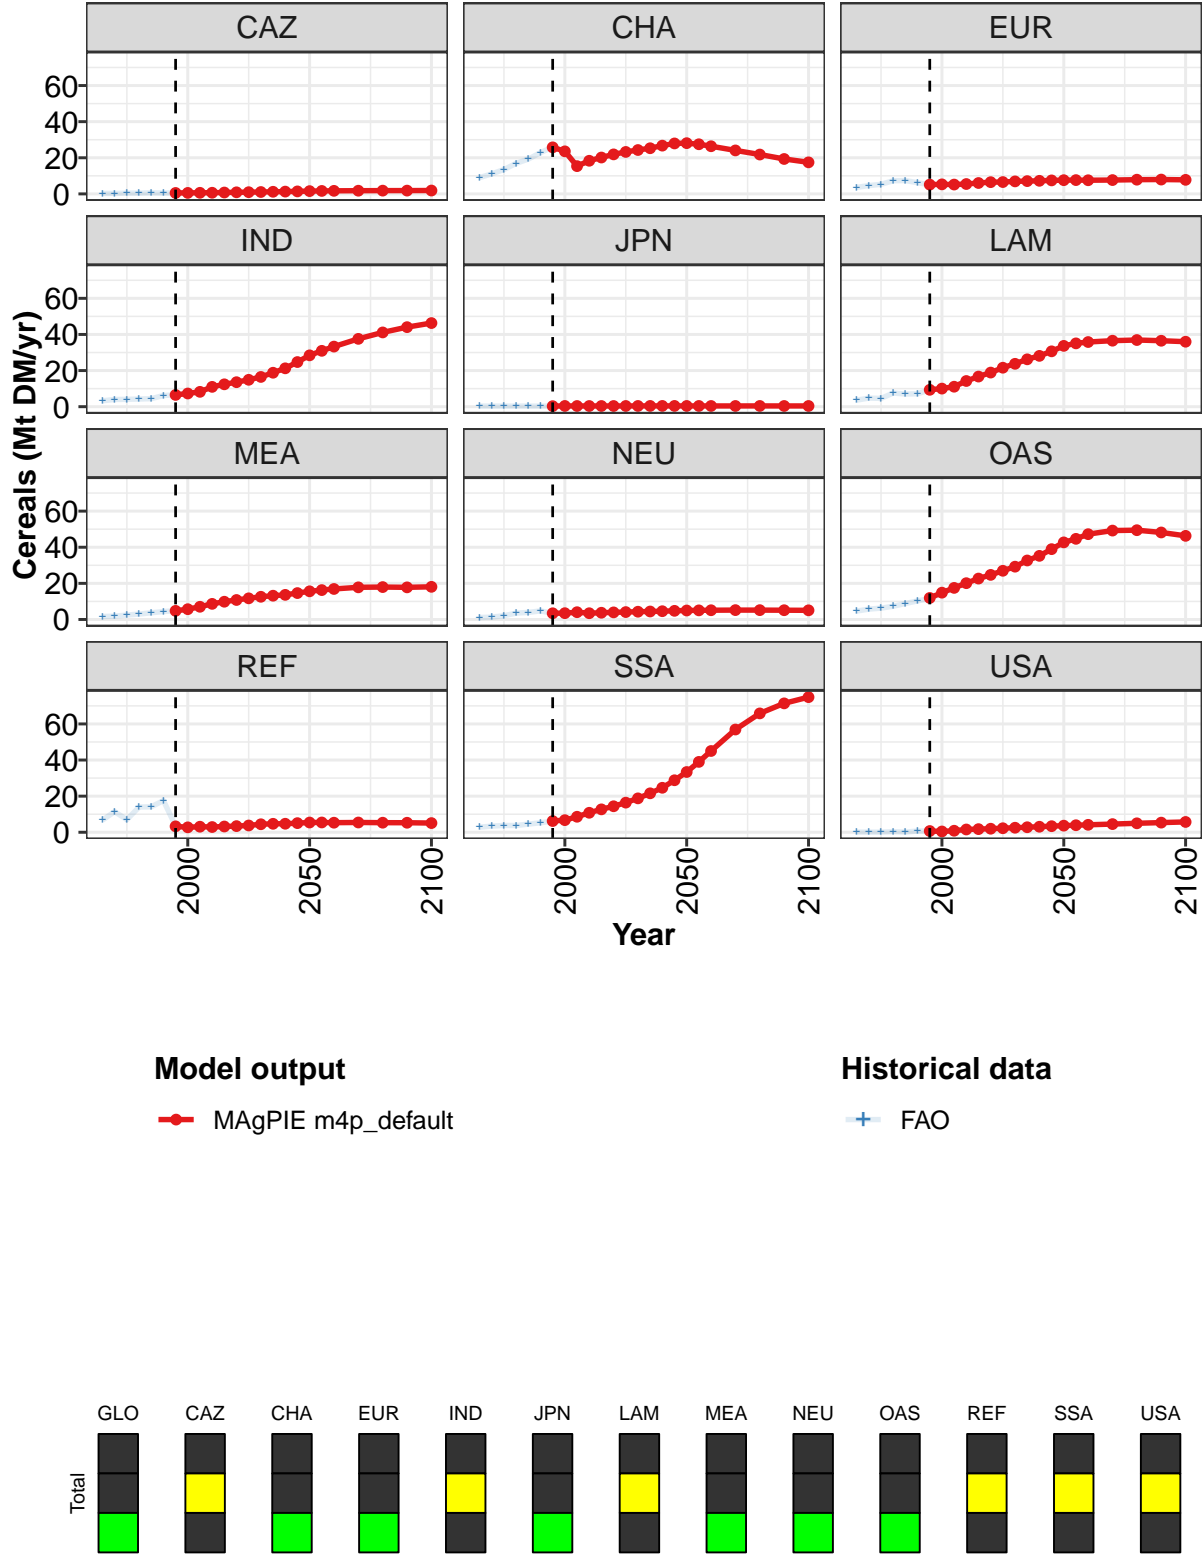 CAZ CHA EUR
60
40
20
0
IND JPN LAM
60
40
20
0
MEA NEU OAS
60
40
20
0
REF SSA USA
60
40
20
0
Cereals (Mt DM/yr)
2000 2050 2100 2000 2050 2100 2000 2050 2100
Year
Model output Historical data
MAgPIE m4p_default FAO
GLO CAZ CHA EUR IND JPN LAM MEA NEU OAS REF SSA USA
Total